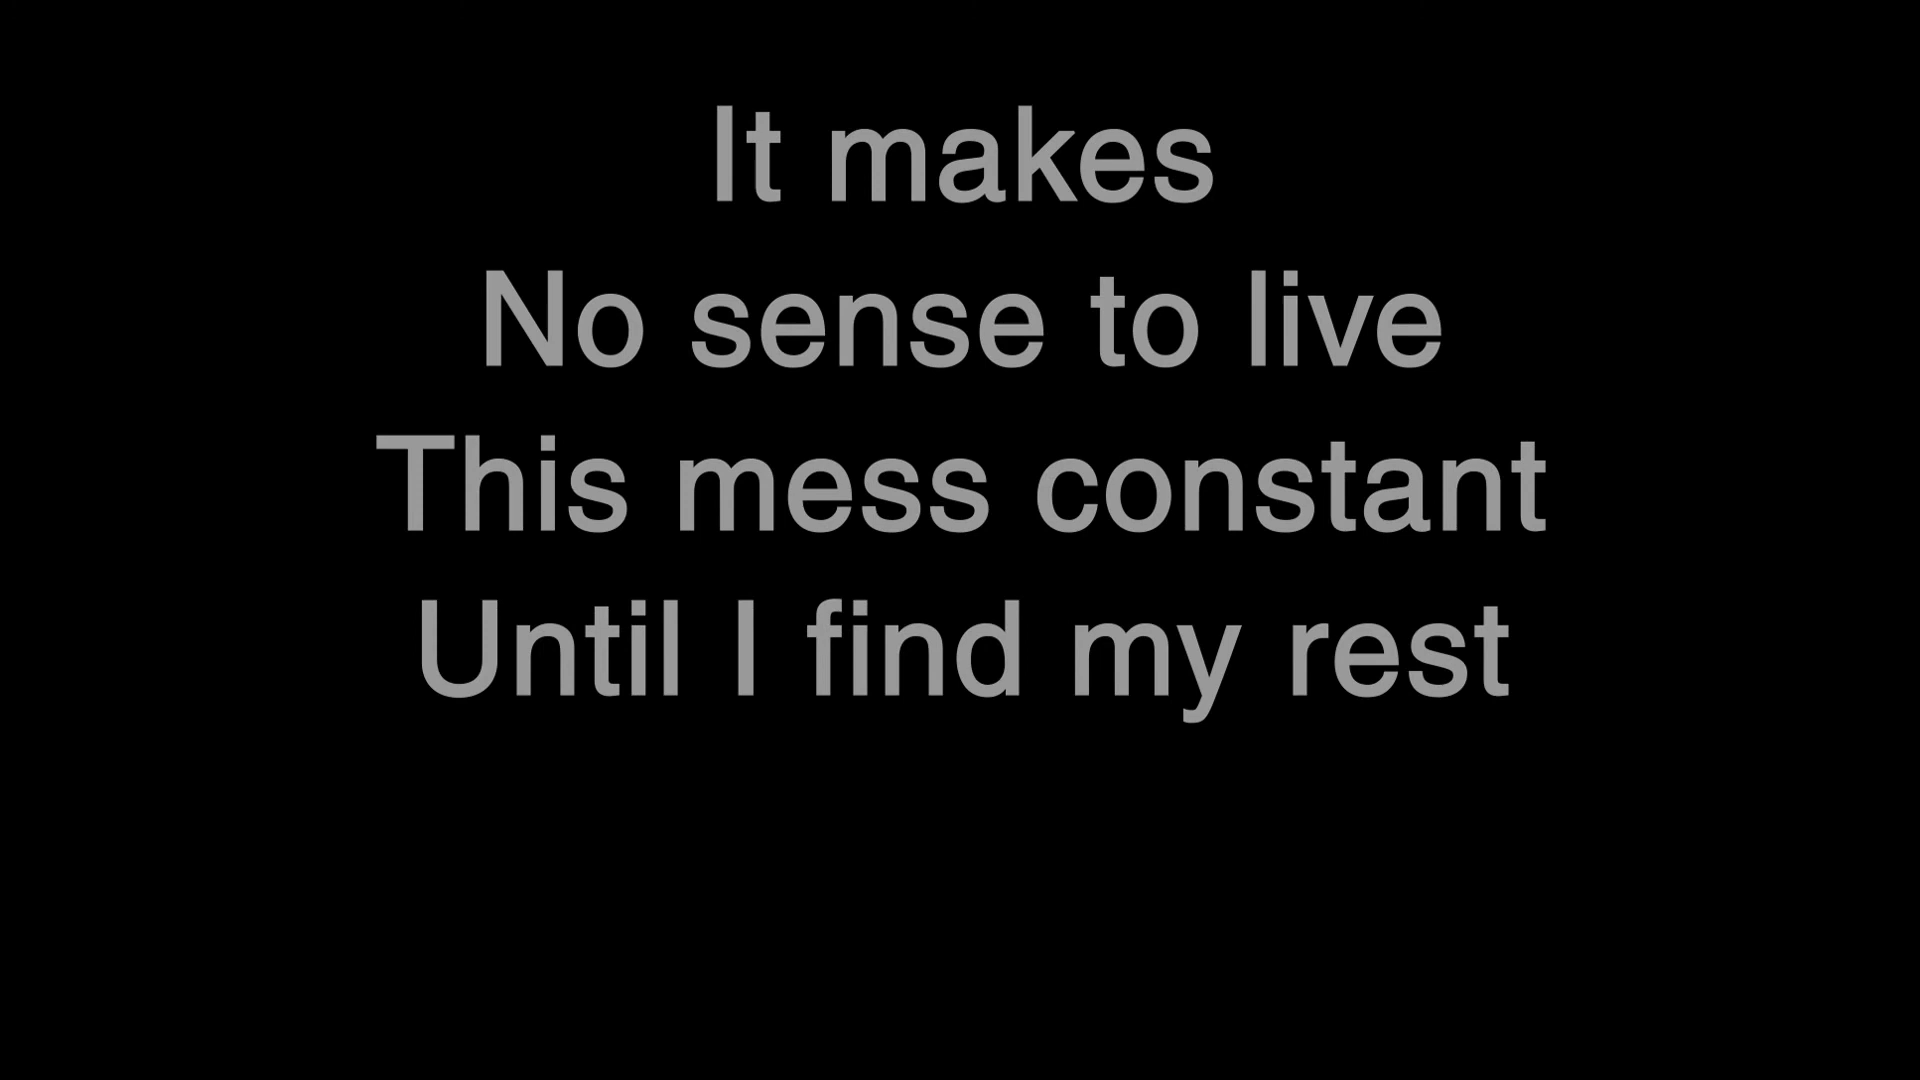 It makes
No sense to live
This mess constant
Until I find my rest